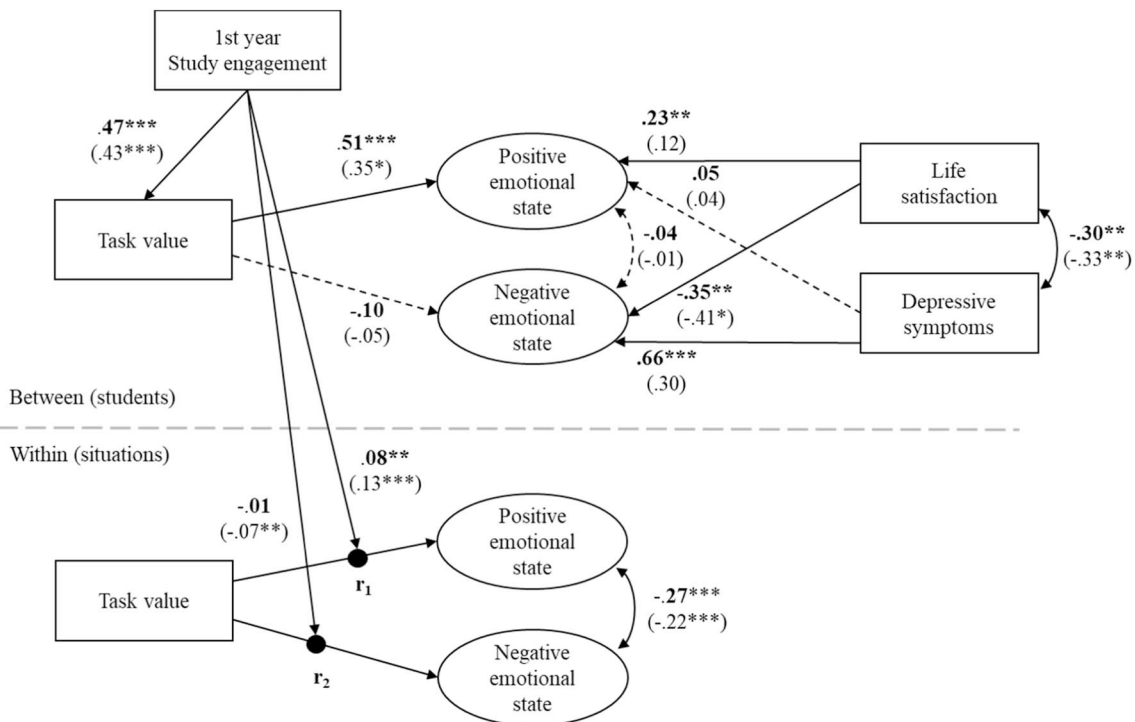 1st year
Study engagement
.47***
(.43***)
.51***
(.35*)
Positive
emotional
state
.23**
(.12)
.05
(.04)
Life
satisfaction
Task value
-.04
(-.01)
-.30**
(-.33**)
-.10
(-.05)
Negative
emotional
state
-.35**
(-.41*)
Depressive
symptoms
.66***
(.30)
Between (students)
Within (situations)
.08**
(.13***)
-.01
(-.07**)
Positive
emotional
state
Task value
r1
-.27***
(-.22***)
r2
Negative
emotional
state